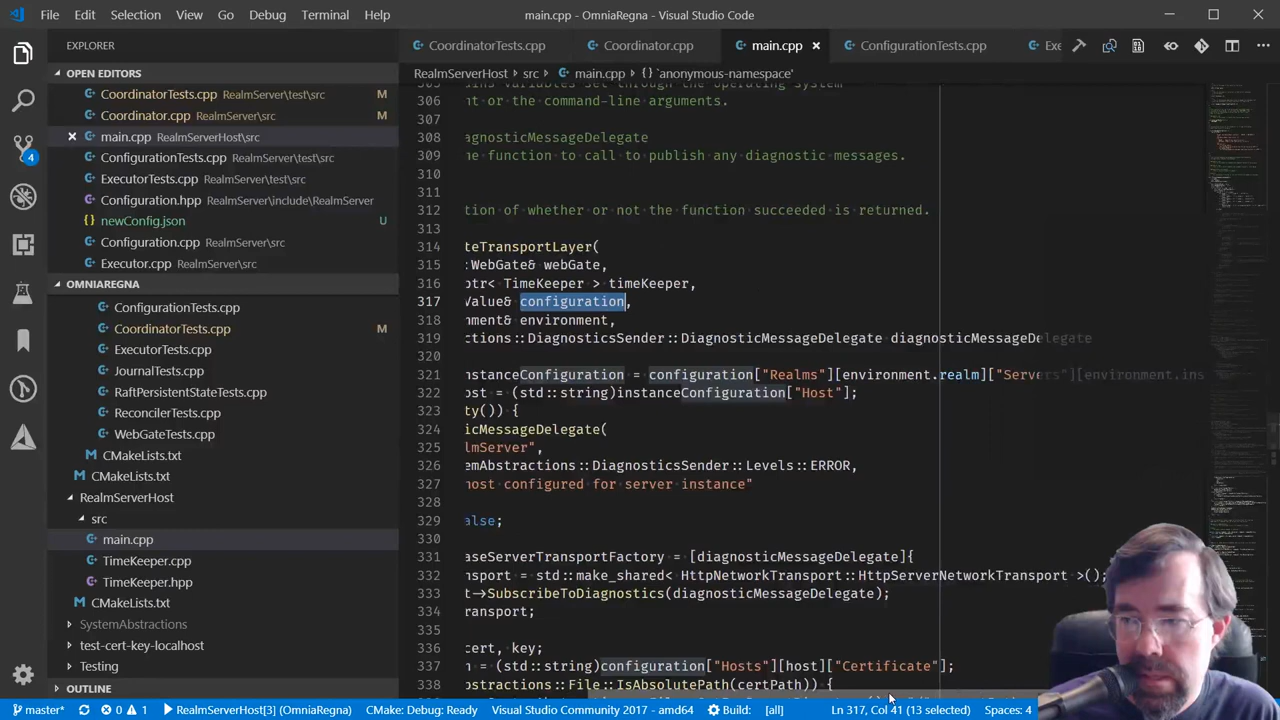 File Edit Selection View Go Debug Terminal Help main.cpp - OmniaRegna - Visual Studio Code
EXPLORER
OPEN EDITORS
CoordinatorTests.cpp RealmServer\test\src M
Coordinator.cpp RealmServer\src M
main.cpp RealmServerHost\src
ConfigurationTests.cpp RealmServer\test\src
ExecutorTests.cpp RealmServer\test\src
Configuration.hpp RealmServer\include\RealmServer
newConfig.json U
Configuration.cpp RealmServer\src
Executor.cpp RealmServer\src
OMNIAREGNA
ConfigurationTests.cpp
CoordinatorTests.cpp M
ExecutorTests.cpp
JournalTests.cpp
RaftPersistentStateTests.cpp
ReconcilerTests.cpp
WebGateTests.cpp
CMakeLists.txt
CMakeLists.txt
RealmServerHost
src
main.cpp
TimeKeeper.cpp
TimeKeeper.hpp
CMakeLists.txt
SystemAbstractions
test-cert-key-localhost
Testing
OUTLINE
4
CoordinatorTests.cpp Coordinator.cpp main.cpp ConfigurationTests.cpp Exe
RealmServerHost src main.cpp {} `anonymous-namespace'
306 nt or the command-line arguments.
307
308 agnosticMessageDelegate
309 he function to call to publish any diagnostic messages.
310
311
312 tion of whether or not the function succeeded is returned.
313
314 teTransportLayer(
315 WebGate& webGate,
316 ptr< TimeKeeper > timeKeeper,
317 Value& configuration,
318 nment& environment,
319 ctions::DiagnosticsSender::DiagnosticMessageDelegate diagnosticMessageDelegate
320
321 nstanceConfiguration = configuration["Realms"][environment.realm]["Servers"][environment.ins
322 ost = (std::string)instanceConfiguration["Host"];
323 ty()) {
324 icMessageDelegate(
325 ealmServer",
326 emAbstractions::DiagnosticsSender::Levels::ERROR,
327 host configured for server instance"
328
329 alse;
330
331 aseServerTransportFactory = [diagnosticMessageDelegate]{
332 nsport = std::make_shared< HttpNetworkTransport::HttpServerNetworkTransport >();
333 t->SubscribeToDiagnostics(diagnosticMessageDelegate);
334 ransport;
335
336 cert, key;
337 n = (std::string)configuration["Hosts"][host]["Certificate"];
338 bstractions::File::IsAbsolutePath(certPath)) {
master* 0 1 RealmServerHost[3] (OmniaRegna) CMake: Debug: Ready Visual Studio Community 2017 - amd64 Build: [all] Ln 317, Col 41 (13 selected) Spaces: 4